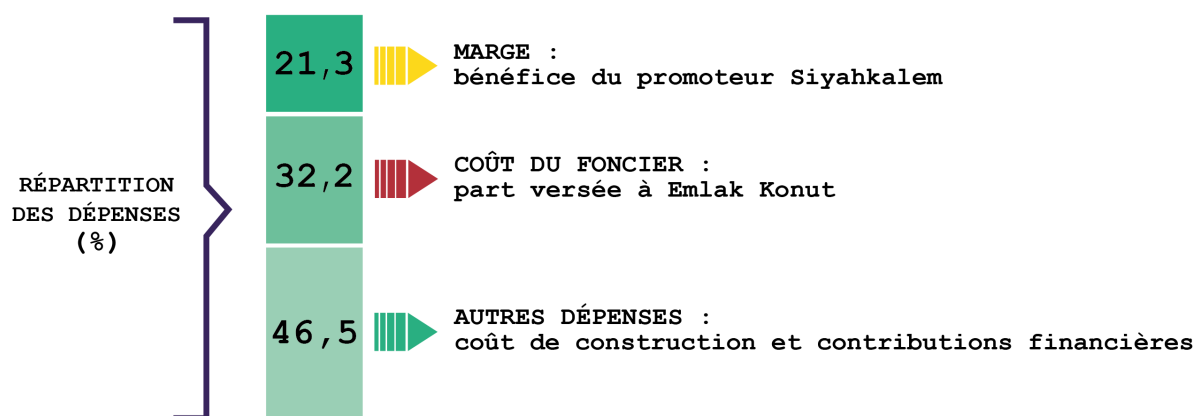 RÉPARTITION
DES DÉPENSES
(%)
21,3
MARGE :
bénéfice du promoteur Siyahkalem
32,2
COÛT DU FONCIER :
part versée à Emlak Konut
46,5
AUTRES DÉPENSES :
coût de construction et contributions financières